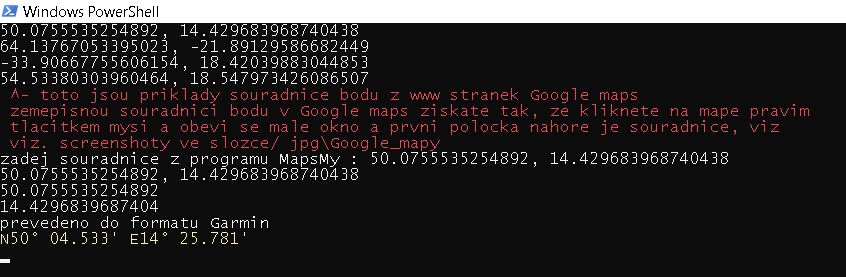 Windows PowerShell
50.0755535254892, 14.429683968740438
64.13767053395023, -21.89129586682449
-33.90667755606154, 18.42039883044853
54.53380303960464, 18.547973426086507
^- toto jsou priklady souradnice bodu z www stranek Google maps
zemepisnou souradnici bodu v Google maps ziskate tak, ze kliknete na mape pravim
tlacitkem mysi a obevi se male okno a prvni polocka nahore je souradnice, viz
viz. screenshoty ve slozce/ jpg\Google_mapy
zadej souradnice z programu MapsMy : 50.0755535254892, 14.429683968740438
50.0755535254892, 14.429683968740438
50.0755535254892
14.4296839687404
prevedeno do formatu Garmin
N50° 04.533' E14° 25.781'